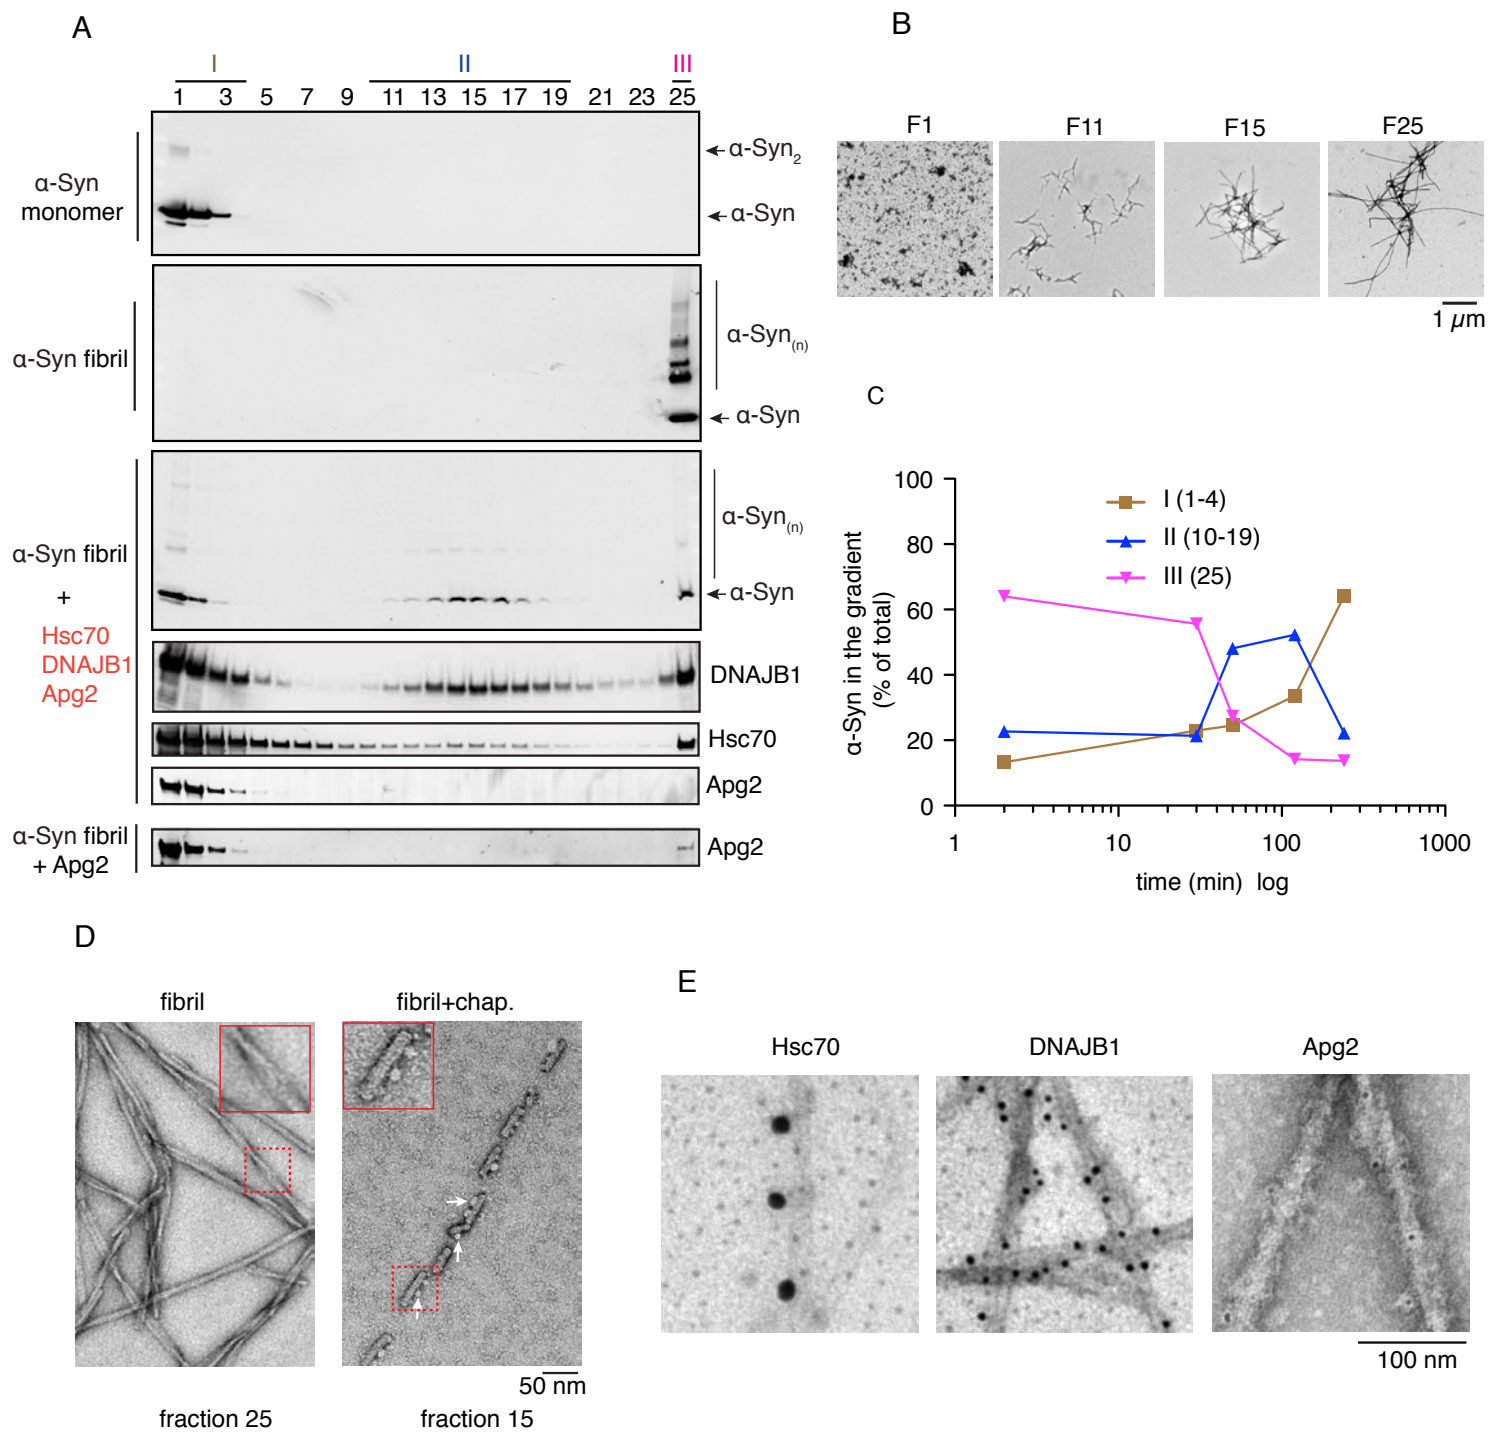 A
I II III
1 3 5 7 9 11 13 15 17 19 21 23 25
α-Syn
monomer
α-Syn2
α-Syn
α-Syn fibril
α-Syn(n)
α-Syn
α-Syn fibril
+
Hsc70
DNAJB1
Apg2
α-Syn(n)
α-Syn
DNAJB1
Hsc70
Apg2
α-Syn fibril
+ Apg2
Apg2
B
F1 F11 F15 F25
1 µm
C
α-Syn in the gradient
(% of total)
100
80
60
40
20
0
I (1-4)
II (10-19)
III (25)
1 10 100 1000
time (min) log
D
fibril fibril+chap.
50 nm
fraction 25 fraction 15
E
Hsc70 DNAJB1 Apg2
100 nm